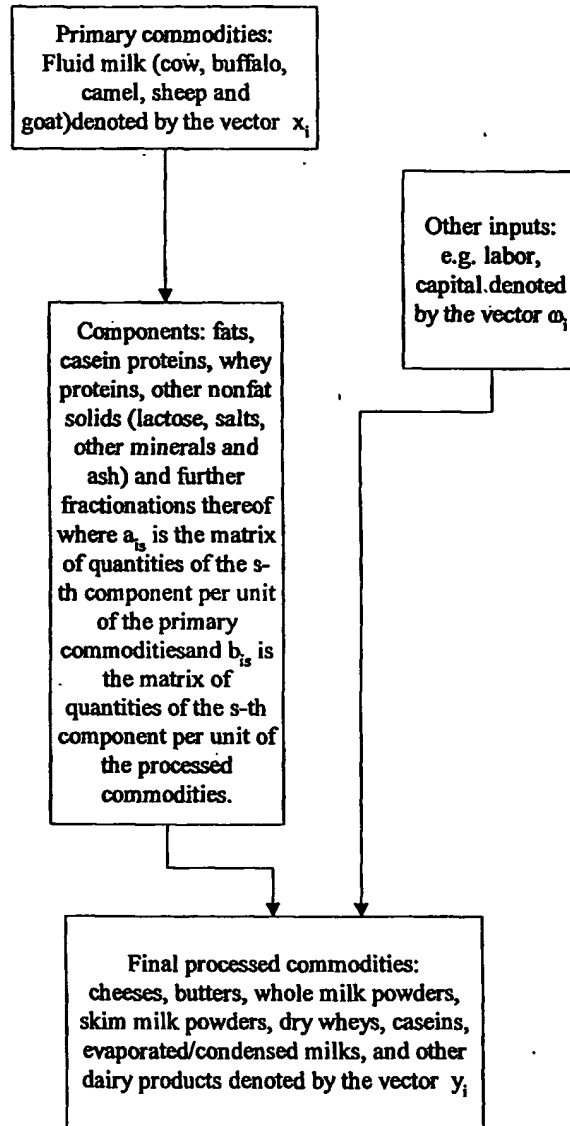 Primary commodities:
Fluid milk (cow, buffalo,
camel, sheep and
goat)denoted by the vector x_i
Other inputs:
e.g. labor,
capital.denoted
by the vector ω_i
Components: fats,
casein proteins, whey
proteins, other nonfat
solids (lactose, salts,
other minerals and
ash) and further
fractionations thereof
where a_is is the matrix
of quantities of the s-
th component per unit
of the primary
commoditiesand b_is is
the matrix of
quantities of the s-th
component per unit of
the processed
commodities.
Final processed commodities:
cheeses, butters, whole milk powders,
skim milk powders, dry wheys, caseins,
evaporated/condensed milks, and other
dairy products denoted by the vector y_i